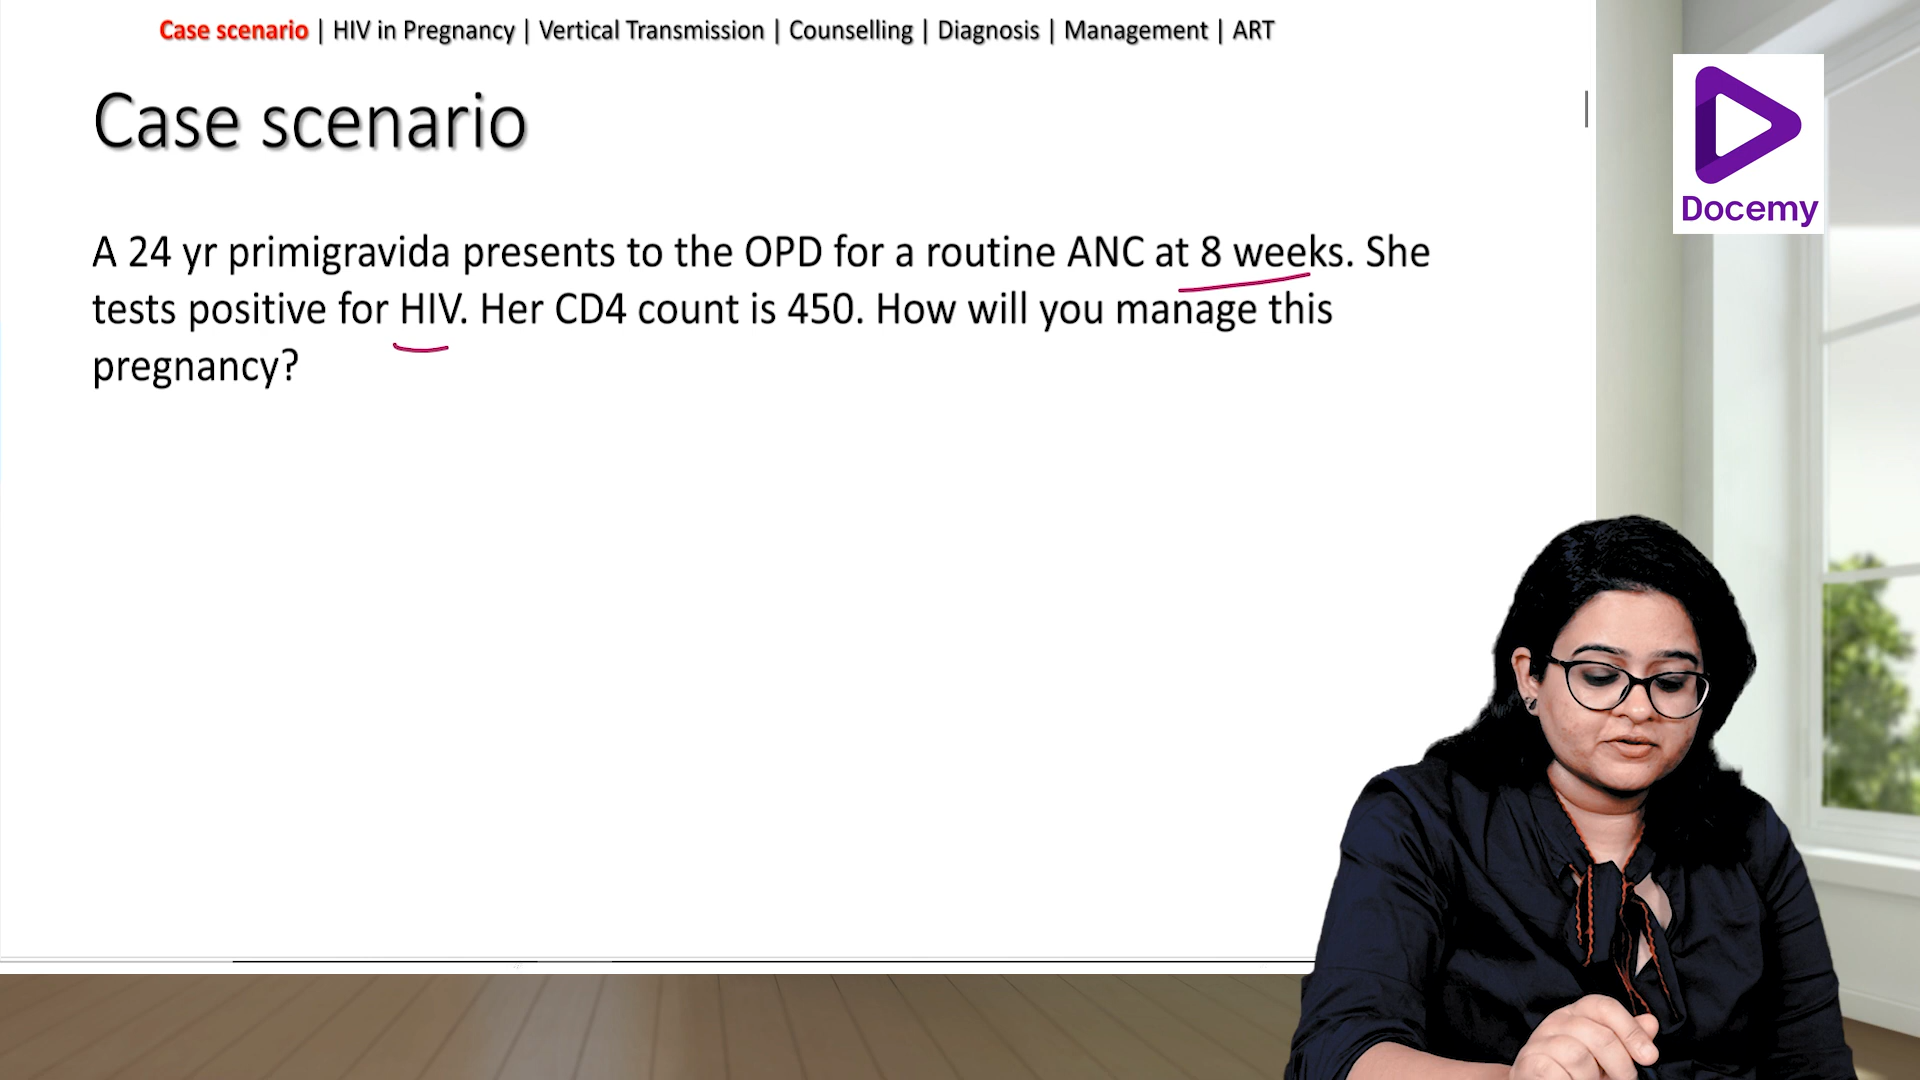 Case scenario | HIV in Pregnancy | Vertical Transmission | Counselling | Diagnosis | Management | ART
Case scenario
Docemy
A 24 yr primigravida presents to the OPD for a routine ANC at 8 weeks. She
tests positive for HIV. Her CD4 count is 450. How will you manage this
pregnancy?